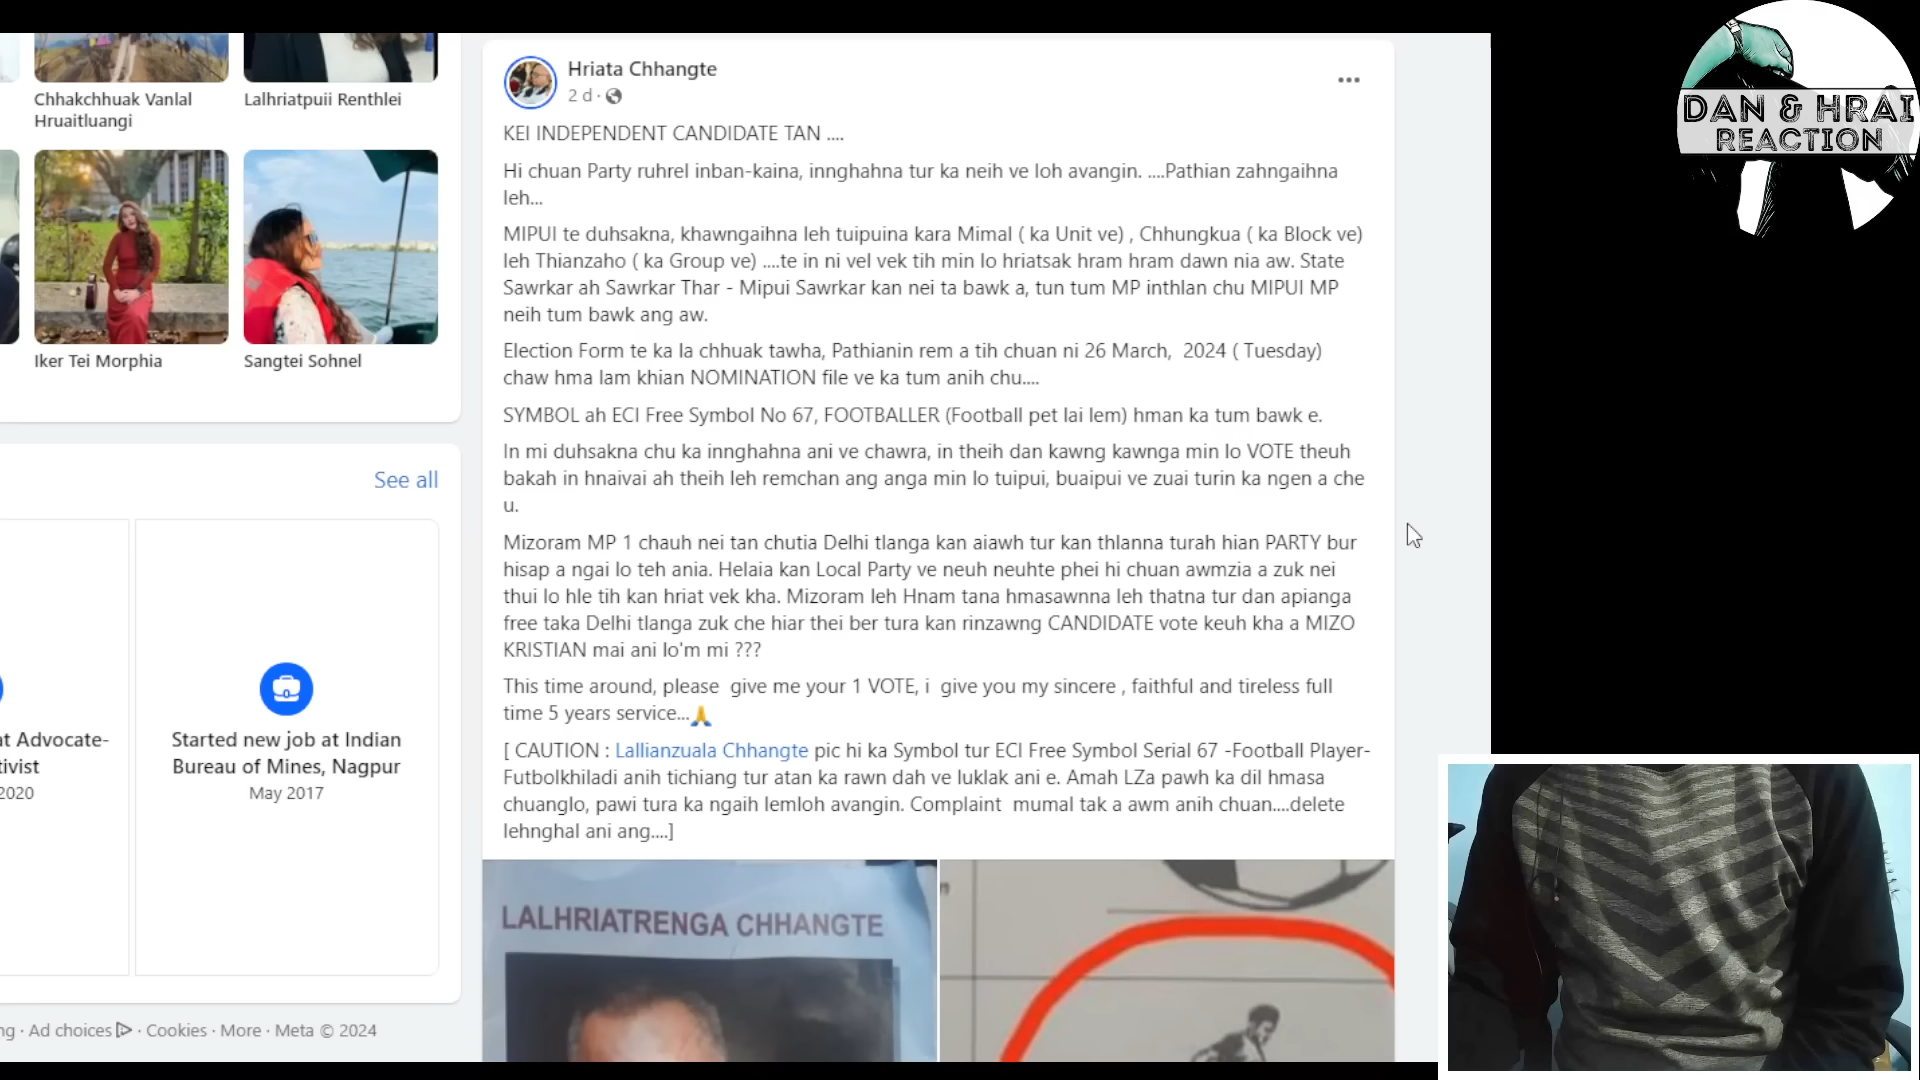 Chhakchhuak Vanlal
Hruaitluangi
Lalhriatpuii Renthlei
Iker Tei Morphia
Sangtei Sohnel
See all
at Advocate-
tivist
2020
Started new job at Indian
Bureau of Mines, Nagpur
May 2017
ng · Ad choices · Cookies · More · Meta © 2024
Hriata Chhangte
2 d ·
KEI INDEPENDENT CANDIDATE TAN ....
Hi chuan Party ruhrel inban-kaina, innghahna tur ka neih ve loh avangin. ....Pathian zahngaihna
leh...
MIPUI te duhsakna, khawngaihna leh tuipuina kara Mimal ( ka Unit ve) , Chhungkua ( ka Block ve)
leh Thianzaho ( ka Group ve) ....te in ni vel vek tih min lo hriatsak hram hram dawn nia aw. State
Sawrkar ah Sawrkar Thar - Mipui Sawrkar kan nei ta bawk a, tun tum MP inthlan chu MIPUI MP
neih tum bawk ang aw.
Election Form te ka la chhuak tawha, Pathianin rem a tih chuan ni 26 March,  2024 ( Tuesday)
chaw hma lam khian NOMINATION file ve ka tum anih chu....
SYMBOL ah ECI Free Symbol No 67, FOOTBALLER (Football pet lai lem) hman ka tum bawk e.
In mi duhsakna chu ka innghahna ani ve chawra, in theih dan kawng kawnga min lo VOTE theuh
bakah in hnaivai ah theih leh remchan ang anga min lo tuipui, buaipui ve zuai turin ka ngen a che
u.
Mizoram MP 1 chauh nei tan chutia Delhi tlanga kan aiawh tur kan thlanna turah hian PARTY bur
hisap a ngai lo teh ania. Helaia kan Local Party ve neuh neuhte phei hi chuan awmzia a zuk nei
thui lo hle tih kan hriat vek kha. Mizoram leh Hnam tana hmasawnna leh thatna tur dan apianga
free taka Delhi tlanga zuk che hiar thei ber tura kan rinzawng CANDIDATE vote keuh kha a MIZO
KRISTIAN mai ani lo'm mi ???
This time around, please  give me your 1 VOTE, i  give you my sincere , faithful and tireless full
time 5 years service...🙏
[ CAUTION : Lallianzuala Chhangte pic hi ka Symbol tur ECI Free Symbol Serial 67 -Football Player-
Futbolkhiladi anih tichiang tur atan ka rawn dah ve luklak ani e. Amah LZa pawh ka dil hmasa
chuanglo, pawi tura ka ngaih lemloh avangin. Complaint  mumal tak a awm anih chuan....delete
lehnghal ani ang....]
LALHRIATRENGA CHHANGTE
DAN & HRAI
REACTION